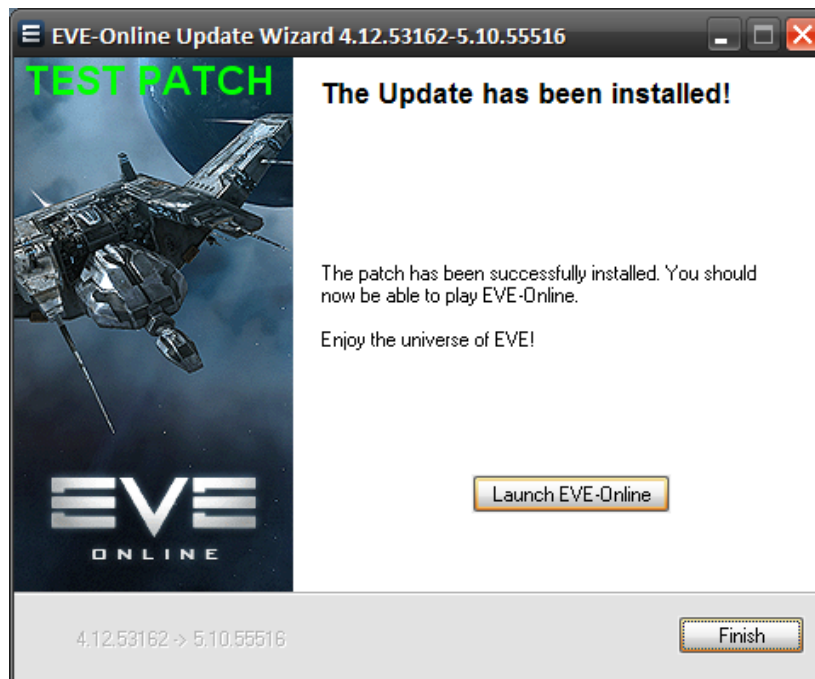 EVE-Online Update Wizard 4.12.53162-5.10.55516
TEST PATCH
The Update has been installed!
The patch has been successfully installed. You should
now be able to play EVE-Online.
Enjoy the universe of EVE!
Launch EVE-Online
EVE
ONLINE
4.12.53162 -> 5.10.55516
Finish